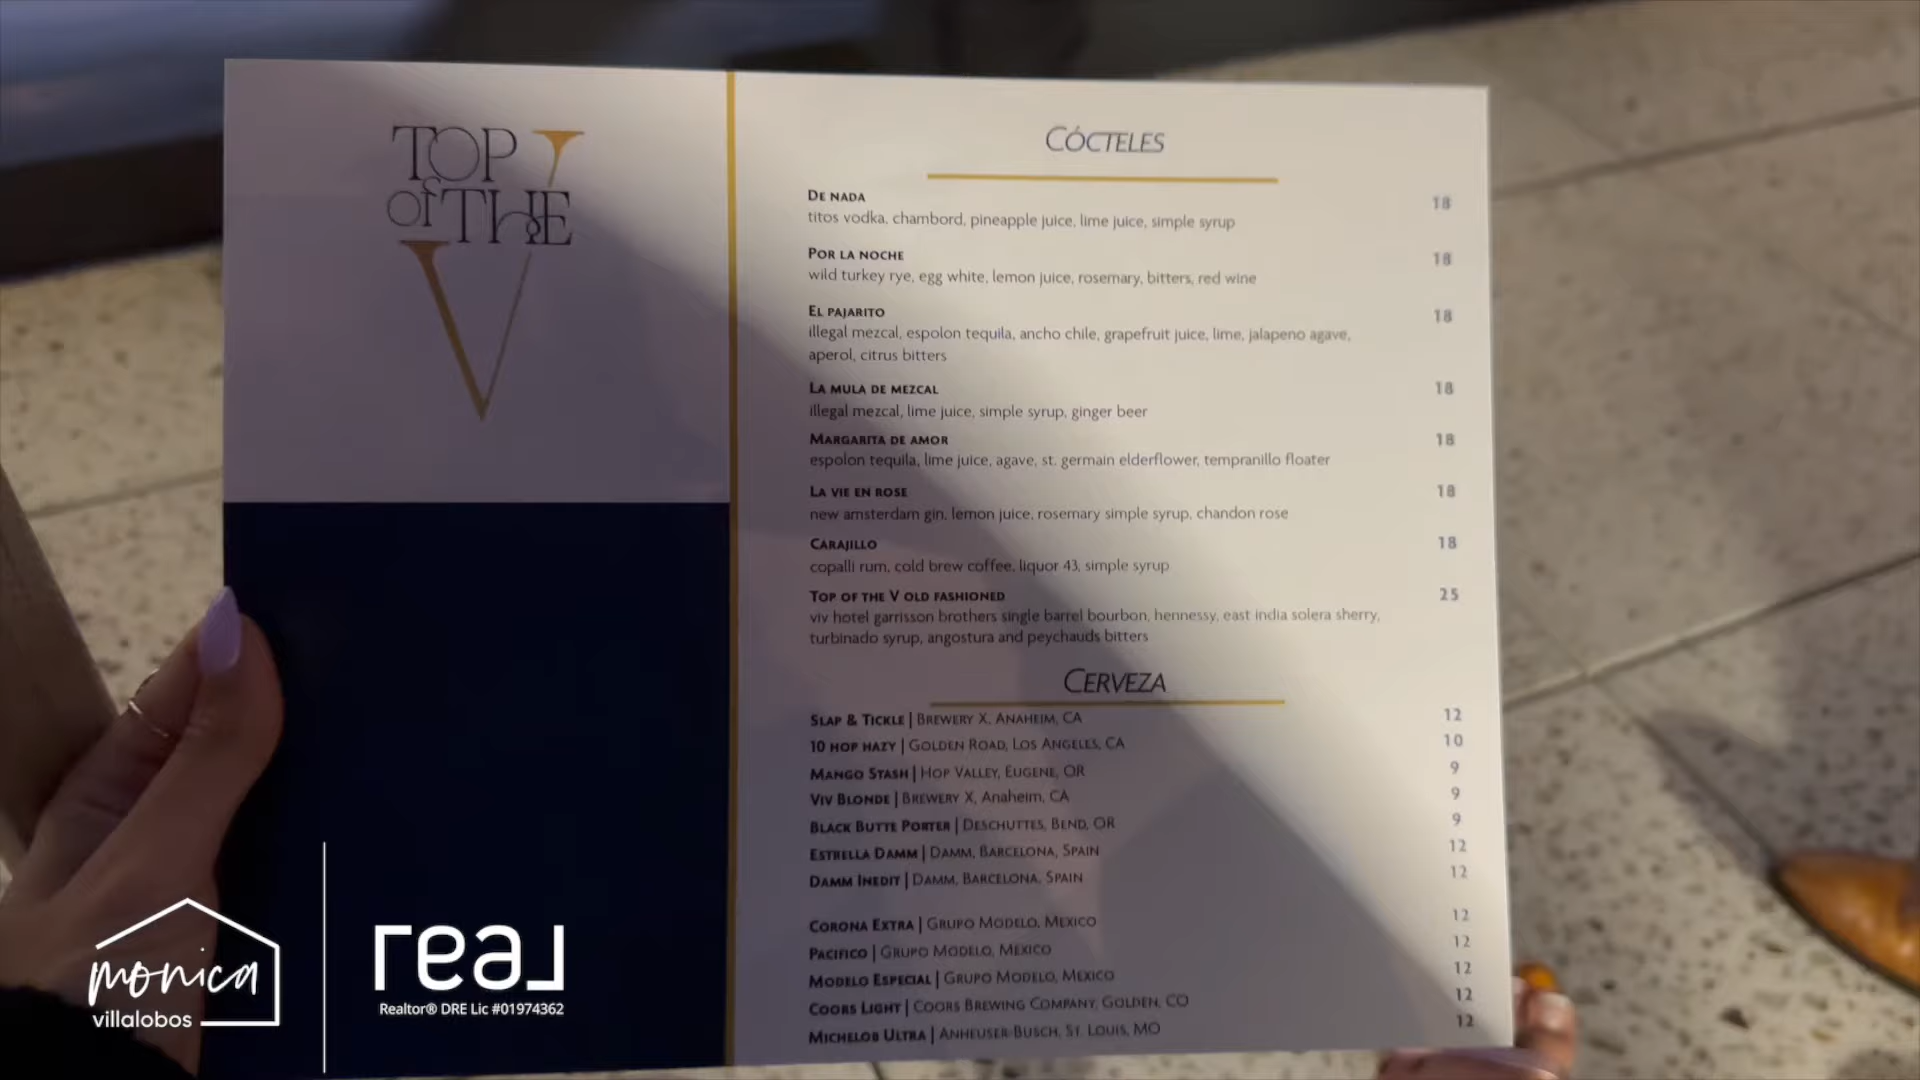 TOP
of THE
V
CÓCTELES
DE NADA 18
titos vodka, chambord, pineapple juice, lime juice, simple syrup
POR LA NOCHE 18
wild turkey rye, egg white, lemon juice, rosemary, bitters, red wine
EL PAJARITO 18
illegal mezcal, espolon tequila, ancho chile, grapefruit juice, lime, jalapeno agave,
aperol, citrus bitters
LA MULA DE MEZCAL 18
illegal mezcal, lime juice, simple syrup, ginger beer
MARGARITA DE AMOR 18
espolon tequila, lime juice, agave, st. germain elderflower, tempranillo floater
LA VIE EN ROSE 18
new amsterdam gin, lemon juice, rosemary simple syrup, chandon rose
CARAJILLO 18
copalli rum, cold brew coffee, liquor 43, simple syrup
TOP OF THE V OLD FASHIONED 25
viv hotel garrisson brothers single barrel bourbon, hennessy, east india solera sherry,
turbinado syrup, angostura and peychauds bitters
CERVEZA
SLAP & TICKLE | BREWERY X, ANAHEIM, CA 12
10 HOP HAZY | GOLDEN ROAD, LOS ANGELES, CA 10
MANGO STASH | HOP VALLEY, EUGENE, OR 9
VIV BLONDE | BREWERY X, Anaheim, CA 9
BLACK BUTTE PORTER | DESCHUTTES, BEND, OR 9
ESTRELLA DAMM | DAMM, BARCELONA, SPAIN 12
DAMM INEDIT | DAMM, BARCELONA, SPAIN 12
CORONA EXTRA | GRUPO MODELO, MEXICO 12
PACIFICO | GRUPO MODELO, MEXICO 12
MODELO ESPECIAL | GRUPO MODELO, MEXICO 12
COORS LIGHT | COORS BREWING COMPANY, GOLDEN, CO 12
MICHELOB ULTRA | ANHEUSER-BUSCH, ST. LOUIS, MO 12
monica
villalobos
real
Realtor® DRE Lic #01974362